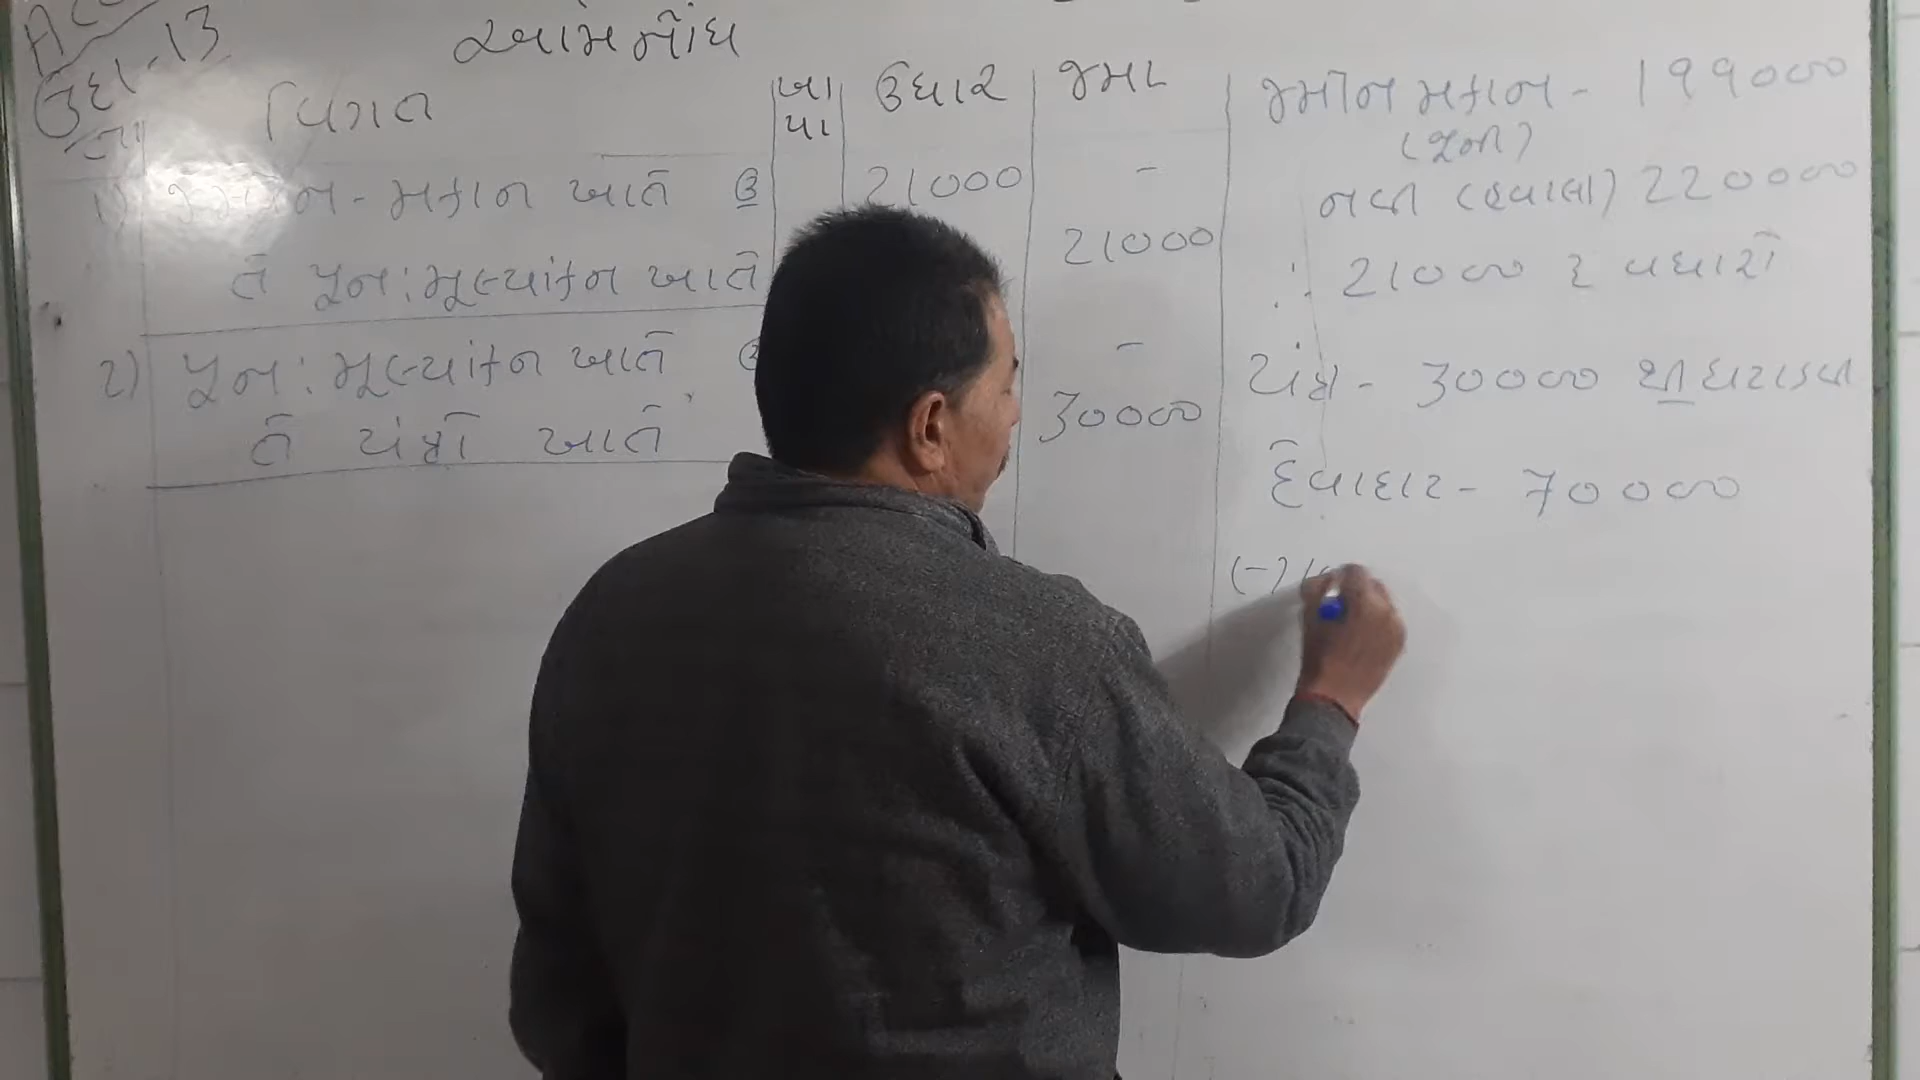 ઉદા-13
આમનોંધ
તા વિગત ખા પા ઉધાર જમા
1) જમીન-મકાન ખાતે ઉ 21000 -
તે પુન:મૂલ્યાંકન ખાતે 21000
2) પુન:મૂલ્યાંકન ખાતે ઉ -
તે યંત્રો ખાતે 30000
જમીન મકાન - 199000
(જૂની)
નવી (હવાલા) 220000
∴ 21000 રૂ વધારો
યંત્રો - 30000 થી ઘટાડવા
દેવાદાર - 70000
(-)